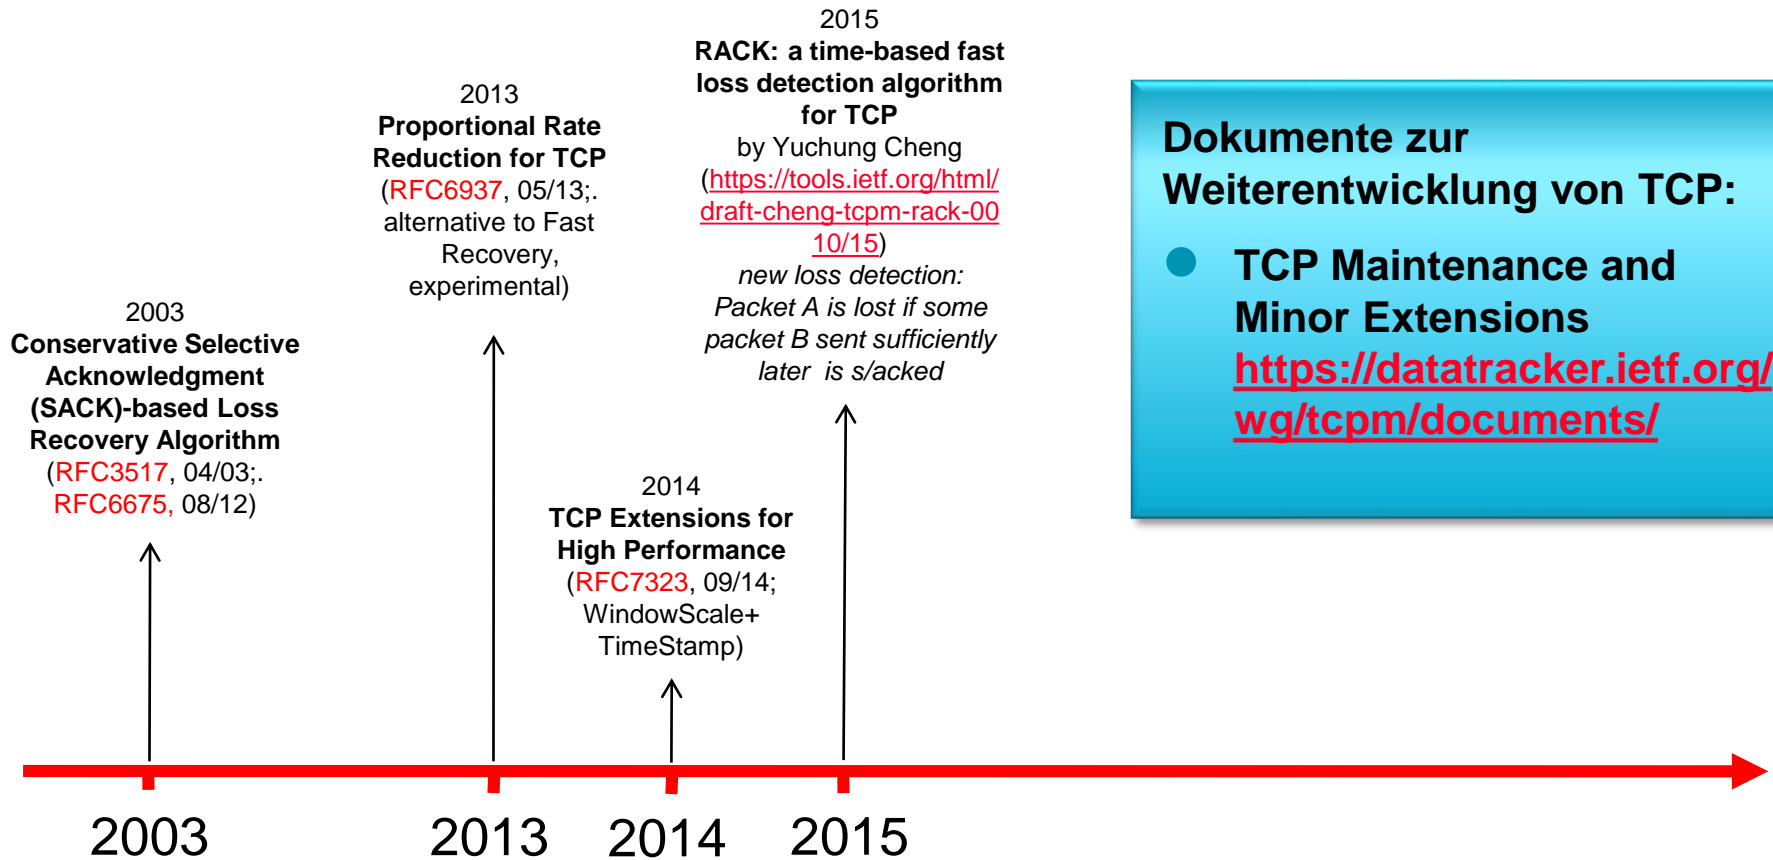 2003
Conservative Selective
Acknowledgment
(SACK)-based Loss
Recovery Algorithm
(RFC3517, 04/03;.
RFC6675, 08/12)
2013
Proportional Rate
Reduction for TCP
(RFC6937, 05/13;.
alternative to Fast
Recovery,
experimental)
2014
TCP Extensions for
High Performance
(RFC7323, 09/14;
WindowScale+
TimeStamp)
2015
RACK: a time-based fast
loss detection algorithm
for TCP
by Yuchung Cheng
(https://tools.ietf.org/html/
draft-cheng-tcpm-rack-00
10/15)
new loss detection:
Packet A is lost if some
packet B sent sufficiently
later is s/acked
Dokumente zur
Weiterentwicklung von TCP:
TCP Maintenance and
Minor Extensions
https://datatracker.ietf.org/
wg/tcpm/documents/
2003
2013
2014
2015